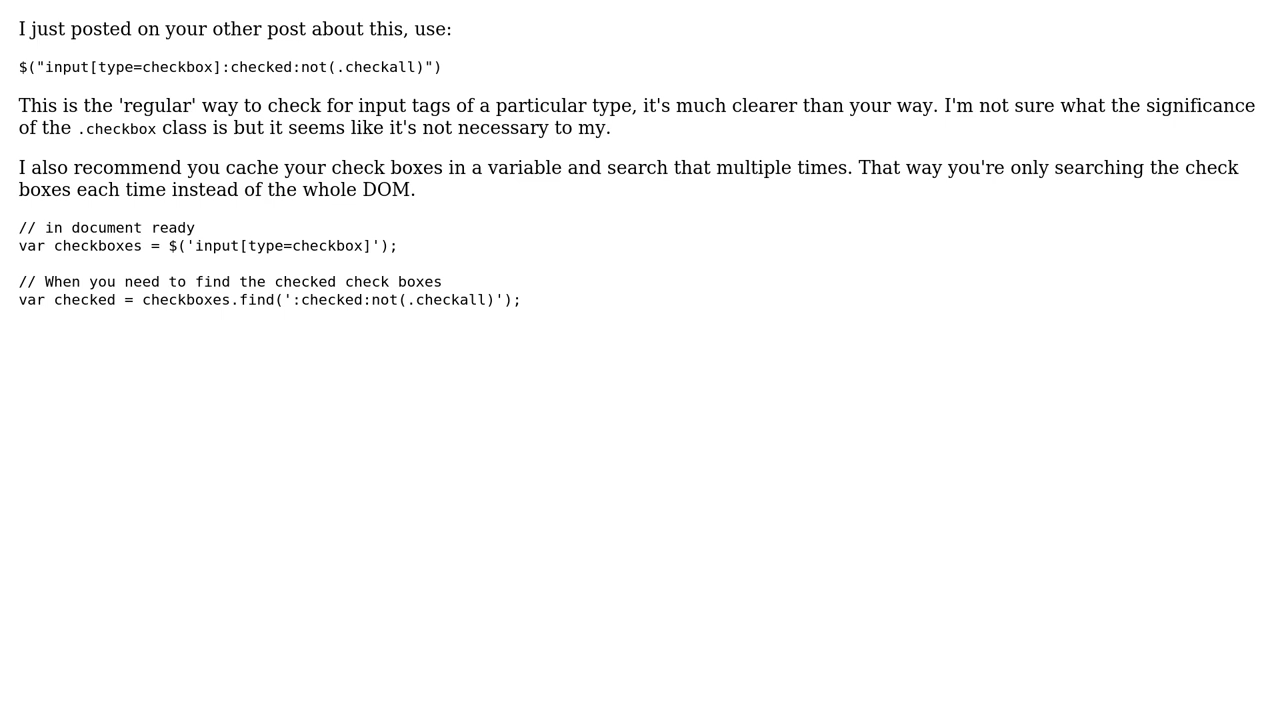 I just posted on your other post about this, use:
$("input[type=checkbox]:checked:not(.checkall)")
This is the 'regular' way to check for input tags of a particular type, it's much clearer than your way. I'm not sure what the significance
of the .checkbox class is but it seems like it's not necessary to my.
I also recommend you cache your check boxes in a variable and search that multiple times. That way you're only searching the check
boxes each time instead of the whole DOM.
// in document ready
var checkboxes = $('input[type=checkbox]');
// When you need to find the checked check boxes
var checked = checkboxes.find(':checked:not(.checkall)');